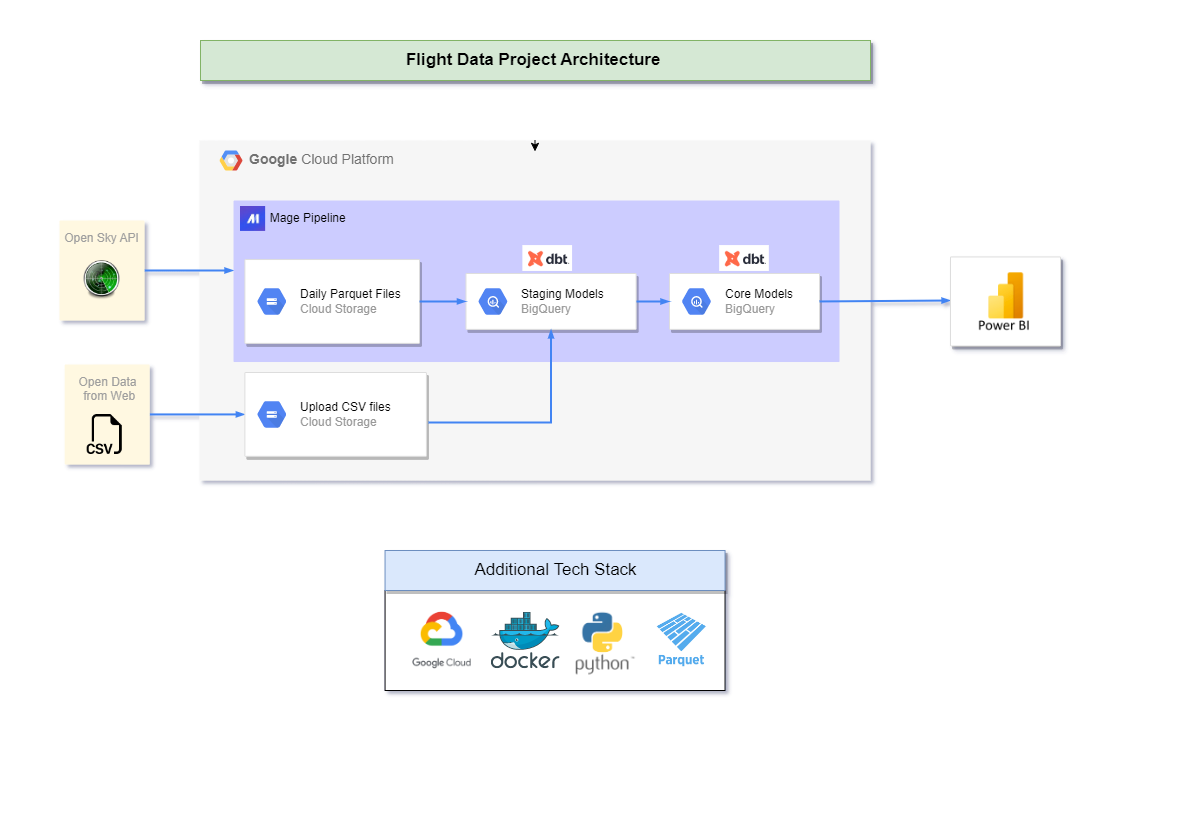 Flight Data Project Architecture
Google Cloud Platform
Mage Pipeline
Open Sky API
dbt
dbt
Daily Parquet Files
Cloud Storage
Staging Models
BigQuery
Core Models
BigQuery
Power BI
Open Data
from Web
CSV
Upload CSV files
Cloud Storage
Additional Tech Stack
Google Cloud
docker
python™
Parquet